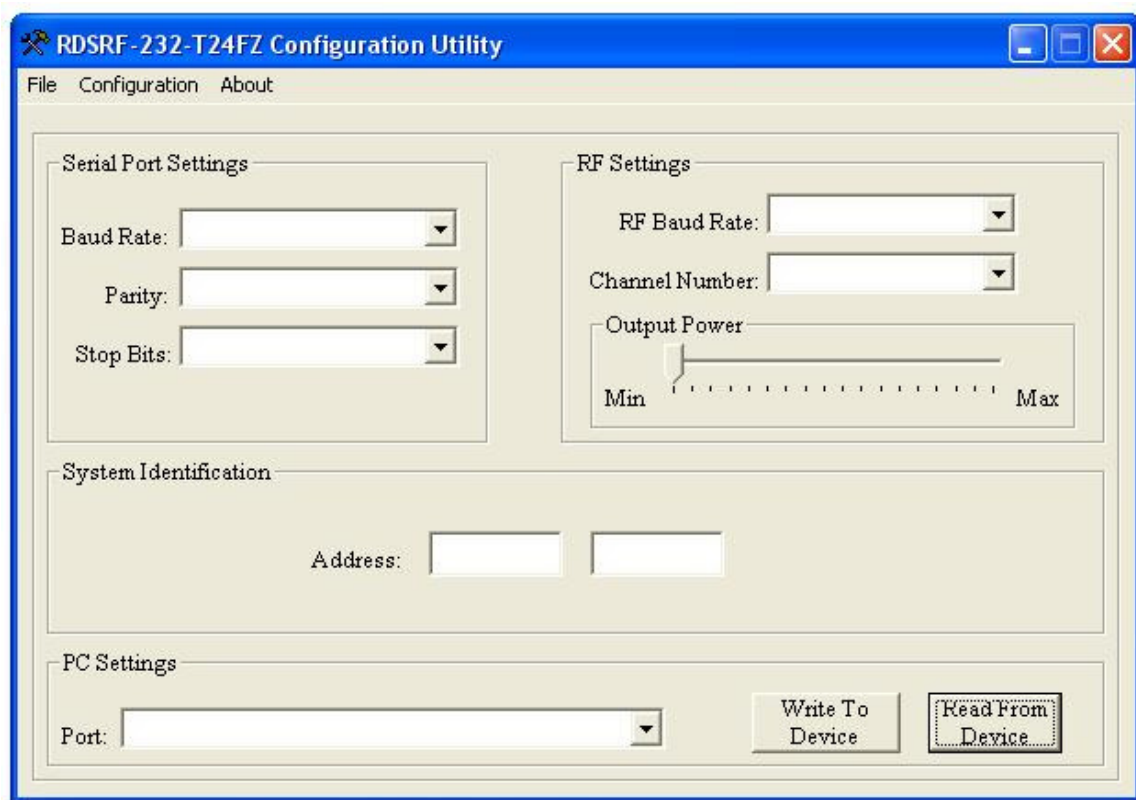 RDSRF-232-T24FZ Configuration Utility
File Configuration About
Serial Port Settings
Baud Rate:
Parity:
Stop Bits:
RF Settings
RF Baud Rate:
Channel Number:
Output Power
Min
Max
System Identification
Address:
PC Settings
Port:
Write To
Device
Read From
Device